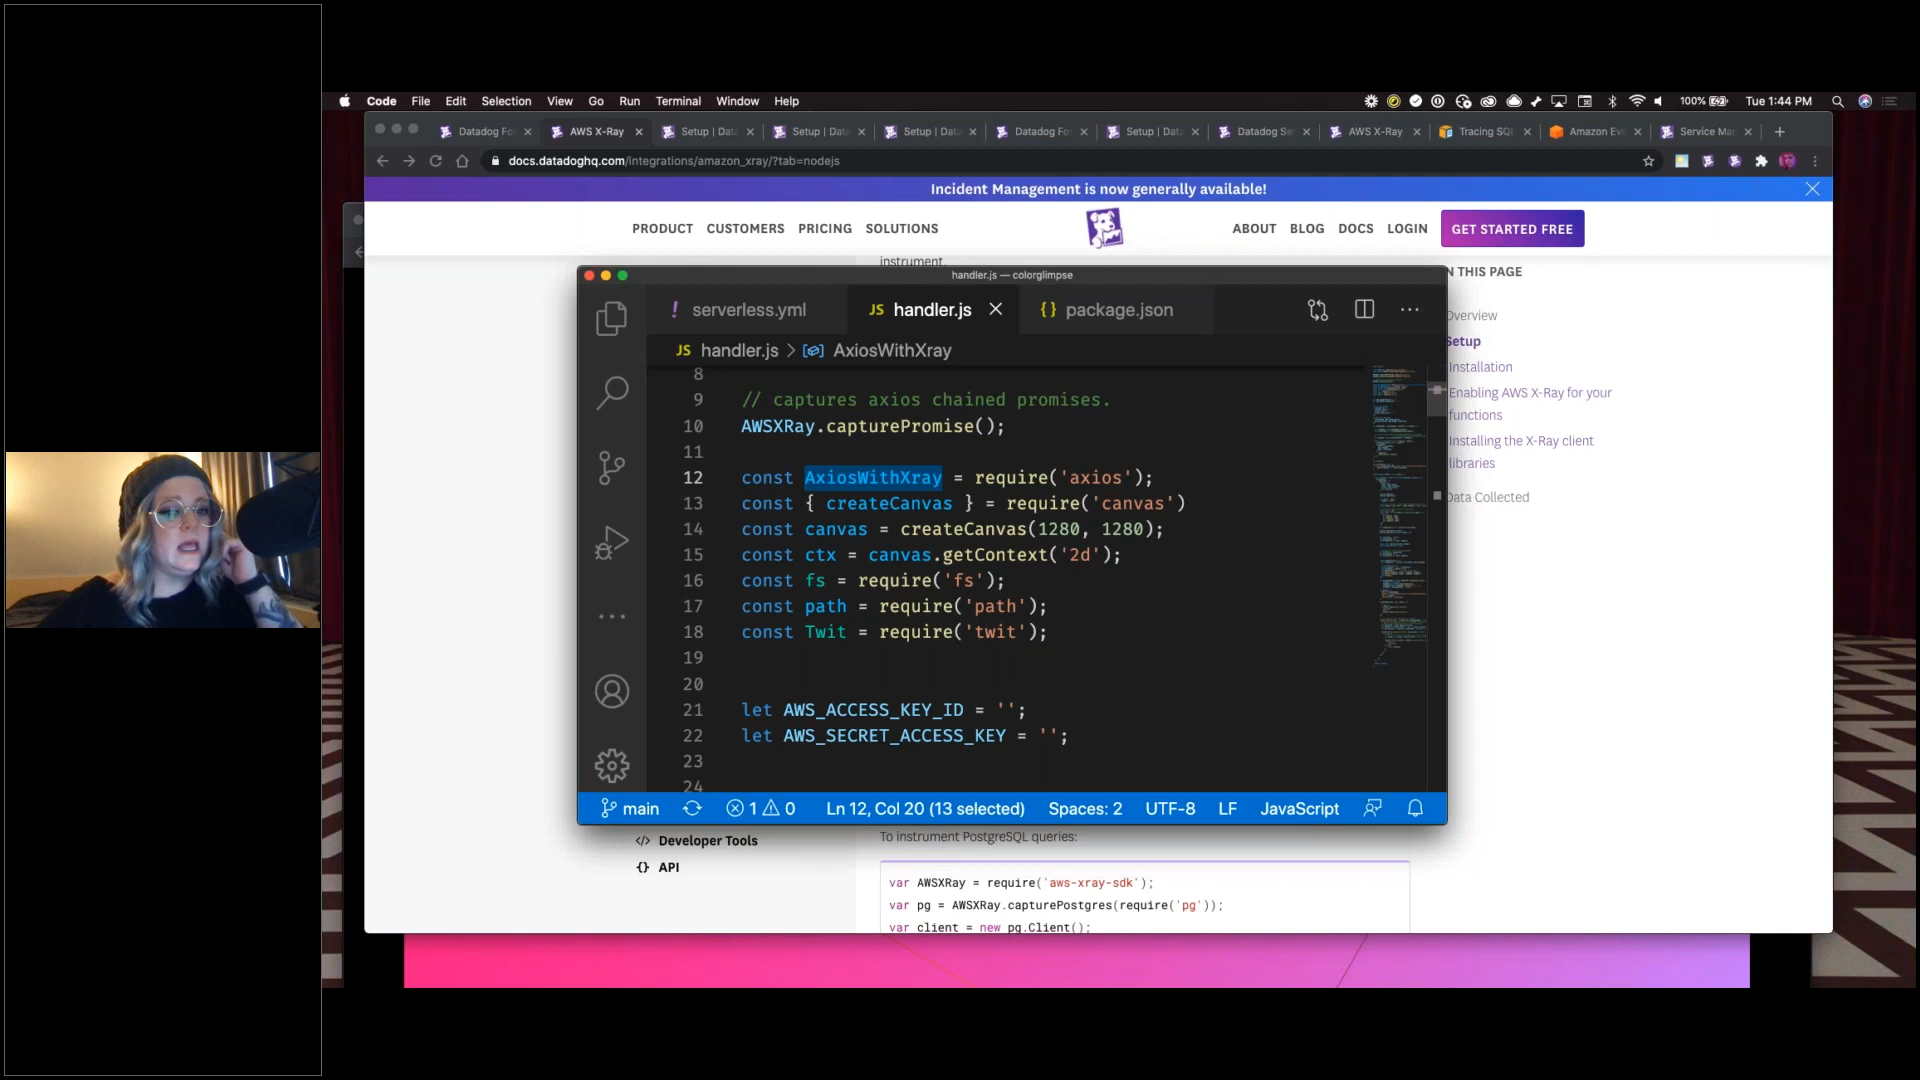 Code File Edit Selection View Go Run Terminal Window Help
100% Tue 1:44 PM
Datadog Fo
AWS X-Ray
Setup | Dat
Setup | Dat
Setup | Dat
Datadog Fo
Setup | Dat
Datadog Se
AWS X-Ray
Tracing SQL
Amazon Ev
Service Ma
docs.datadoghq.com/integrations/amazon_xray/?tab=nodejs
Incident Management is now generally available!
PRODUCT CUSTOMERS PRICING SOLUTIONS
ABOUT BLOG DOCS LOGIN GET STARTED FREE
instrument.
handler.js — colorglimpse
! serverless.yml
JS handler.js
{} package.json
JS handler.js > AxiosWithXray
8
9 // captures axios chained promises.
10 AWSXRay.capturePromise();
11
12 const AxiosWithXray = require('axios');
13 const { createCanvas } = require('canvas')
14 const canvas = createCanvas(1280, 1280);
15 const ctx = canvas.getContext('2d');
16 const fs = require('fs');
17 const path = require('path');
18 const Twit = require('twit');
19
20
21 let AWS_ACCESS_KEY_ID = '';
22 let AWS_SECRET_ACCESS_KEY = '';
23
24
main 1 0 Ln 12, Col 20 (13 selected) Spaces: 2 UTF-8 LF JavaScript
N THIS PAGE
Overview
Setup
Installation
Enabling AWS X-Ray for your
functions
Installing the X-Ray client
libraries
Data Collected
</> Developer Tools
{} API
To instrument PostgreSQL queries:
var AWSXRay = require('aws-xray-sdk');
var pg = AWSXRay.capturePostgres(require('pg'));
var client = new pg.Client();